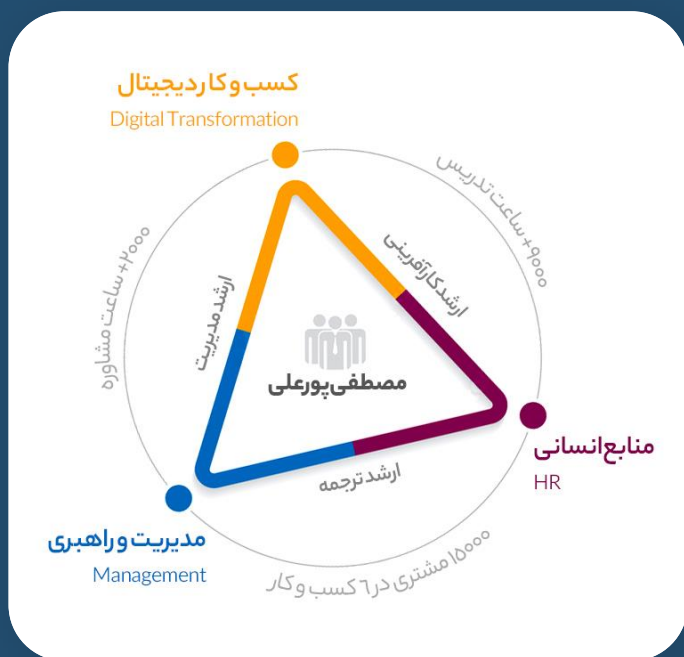 کسب‌وکار دیجیتال
Digital Transformation
+۹۰۰۰ ساعت تدریس
+۲۰۰۰ ساعت مشاوره
ارشد کارآفرینی
ارشد مدیریت
مصطفی پورعلی
منابع انسانی
HR
ارشد ترجمه
مدیریت و راهبری
Management
۱۵۰۰۰ مشتری در ۶ کسب و کار